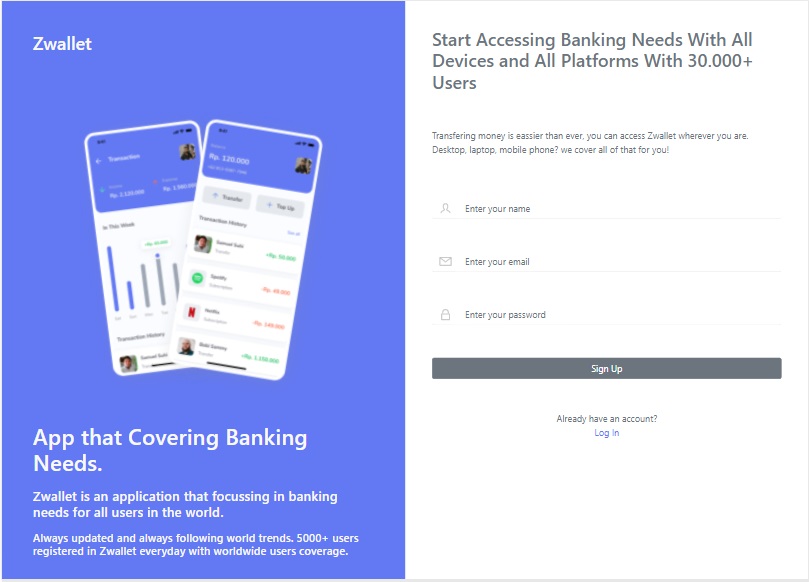 Zwallet
Transaction
Rp. 2.120.000
In This Week
+Rp. 30.000
Transaction History
Samuel Suhi
Transfer
Rp. 120.000
Transfer
Top Up
Transaction History
See all
Samuel Suhi
Transfer
+Rp. 50.000
Spotify
Subscription
-Rp. 49.000
Netflix
Subscription
-Rp. 149.000
Transfer
+Rp. 1.150.000
App that Covering Banking
Needs.
Zwallet is an application that focussing in banking
needs for all users in the world.
Always updated and always following world trends. 5000+ users
registered in Zwallet everyday with worldwide users coverage.
Start Accessing Banking Needs With All
Devices and All Platforms With 30.000+
Users
Transfering money is eassier than ever, you can access Zwallet wherever you are.
Desktop, laptop, mobile phone? we cover all of that for you!
Enter your name
Enter your email
Enter your password
Sign Up
Already have an account?
Log In